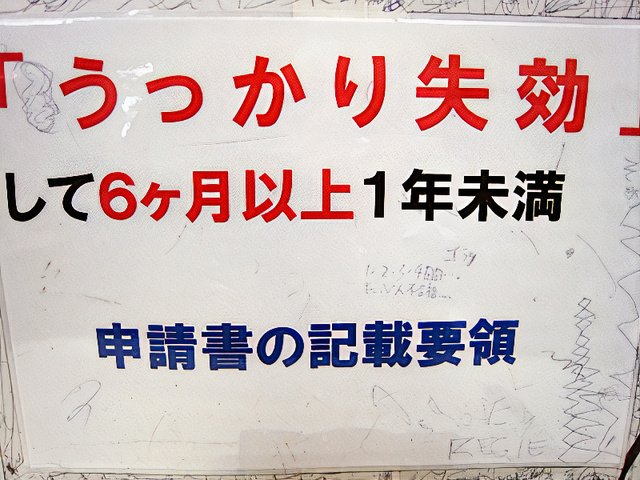 「うっかり失効」
して6ヶ月以上1年未満
申請書の記載要領